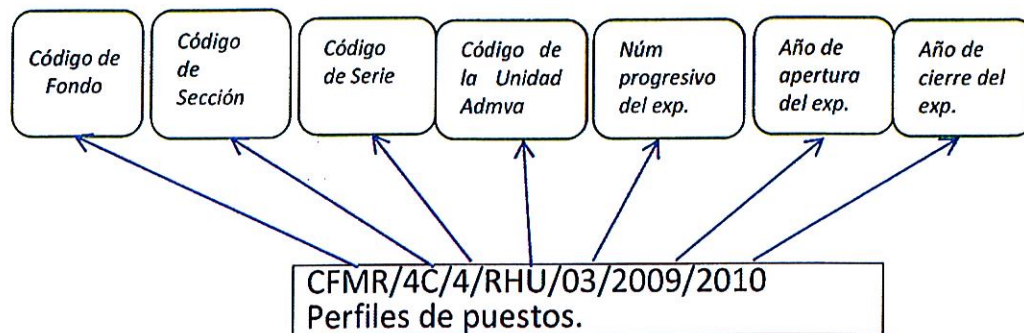 Código de
Fondo
Código
de
Sección
Código
de Serie
Código de
la Unidad
Admva
Núm
progresivo
del exp.
Año de
apertura
del exp.
Año de
cierre del
exp.
CFMR/4C/4/RHU/03/2009/2010
Perfiles de puestos.